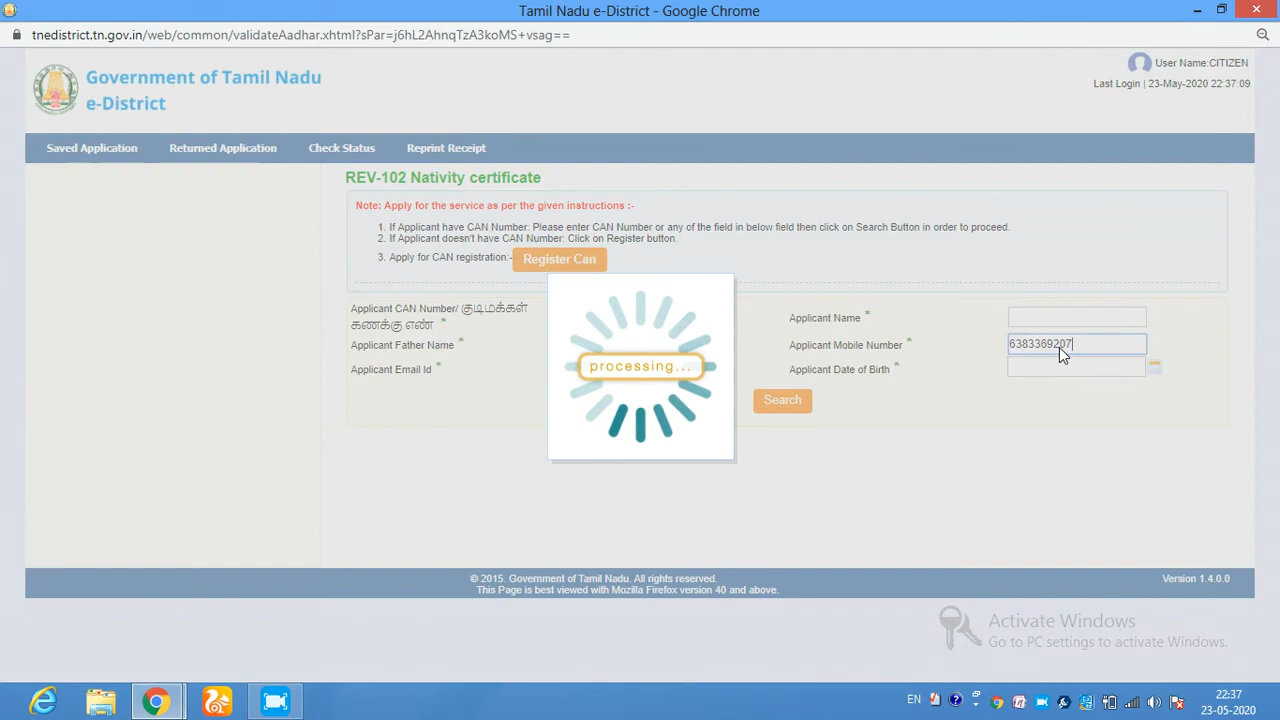 Tamil Nadu e-District - Google Chrome
tnedistrict.tn.gov.in/web/common/validateAadhar.xhtml?sPar=j6hL2AhnqTzA3koMS+vsag==
Government of Tamil Nadu
e-District
User Name:CITIZEN
Last Login | 23-May-2020 22:37.09
Saved Application Returned Application Check Status Reprint Receipt
REV-102 Nativity certificate
Note: Apply for the service as per the given instructions :-
1. If Applicant have CAN Number: Please enter CAN Number or any of the field in below field then click on Search Button in order to proceed.
2. If Applicant doesn't have CAN Number: Click on Register button.
3. Apply for CAN registration:- Register Can
Applicant CAN Number/ குடிமக்கள்
கணக்கு எண் *
Applicant Name *
Applicant Father Name *
Applicant Mobile Number * 6383369207
Applicant Email Id *
Applicant Date of Birth *
processing...
Search
© 2015. Government of Tamil Nadu. All rights reserved.
This Page is best viewed with Mozilla Firefox version 40 and above.
Version 1.4.0.0
Activate Windows
Go to PC settings to activate Windows.
EN
22:37
23-05-2020